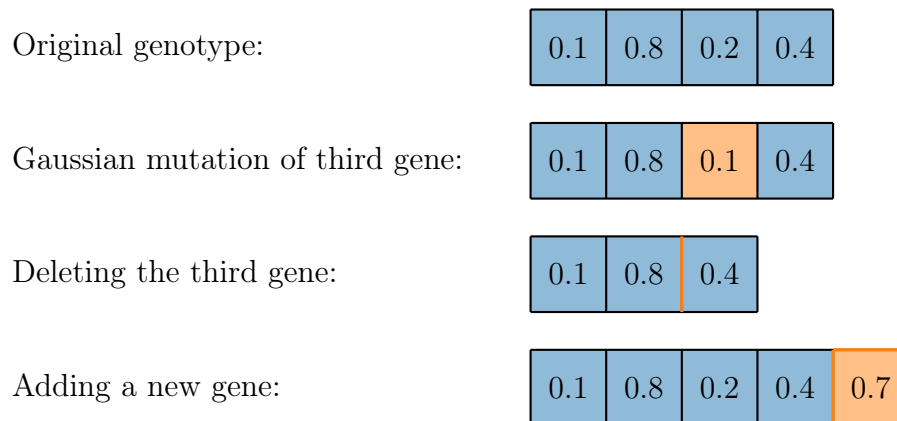 Original genotype: 0.1 0.8 0.2 0.4
Gaussian mutation of third gene: 0.1 0.8 0.1 0.4
Deleting the third gene: 0.1 0.8 0.4
Adding a new gene: 0.1 0.8 0.2 0.4 0.7